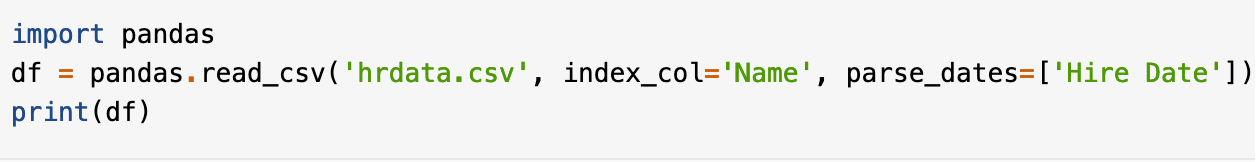 import pandas
df = pandas.read_csv('hrdata.csv', index_col='Name', parse_dates=['Hire Date'])
print(df)